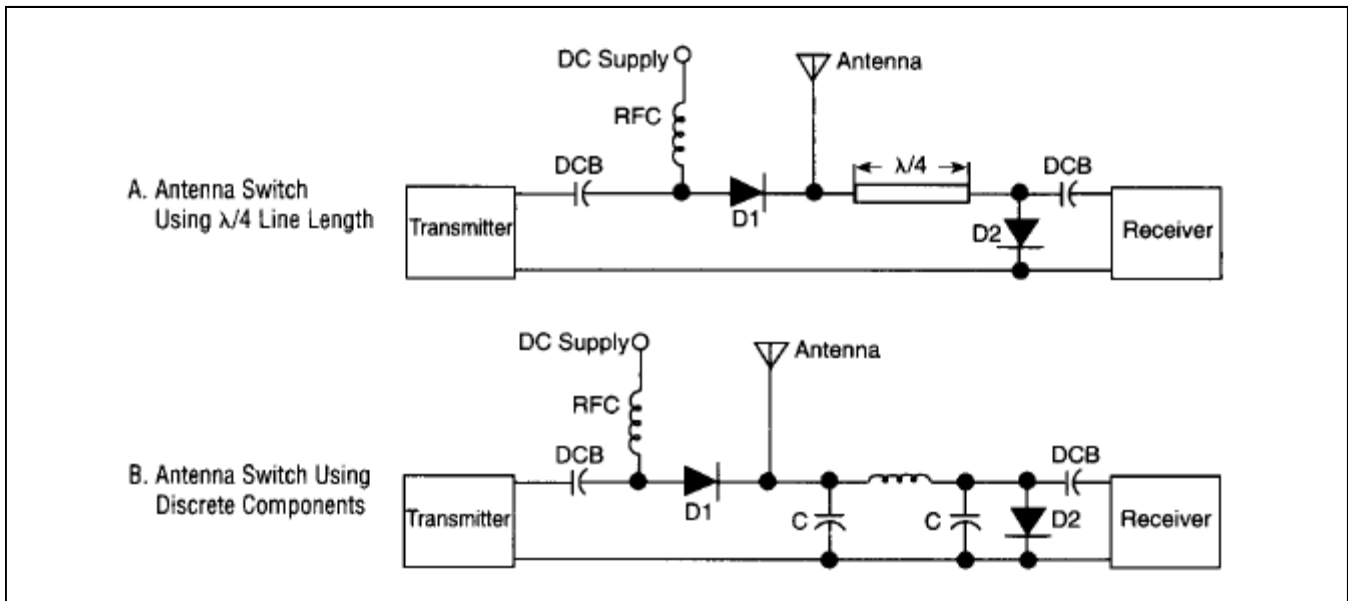 DC Supply
Antenna
RFC
DCB
λ/4
DCB
A. Antenna Switch
Using λ/4 Line Length
Transmitter
D1
D2
Receiver
DC Supply
Antenna
RFC
DCB
DCB
B. Antenna Switch Using
Discrete Components
Transmitter
D1
C
C
D2
Receiver